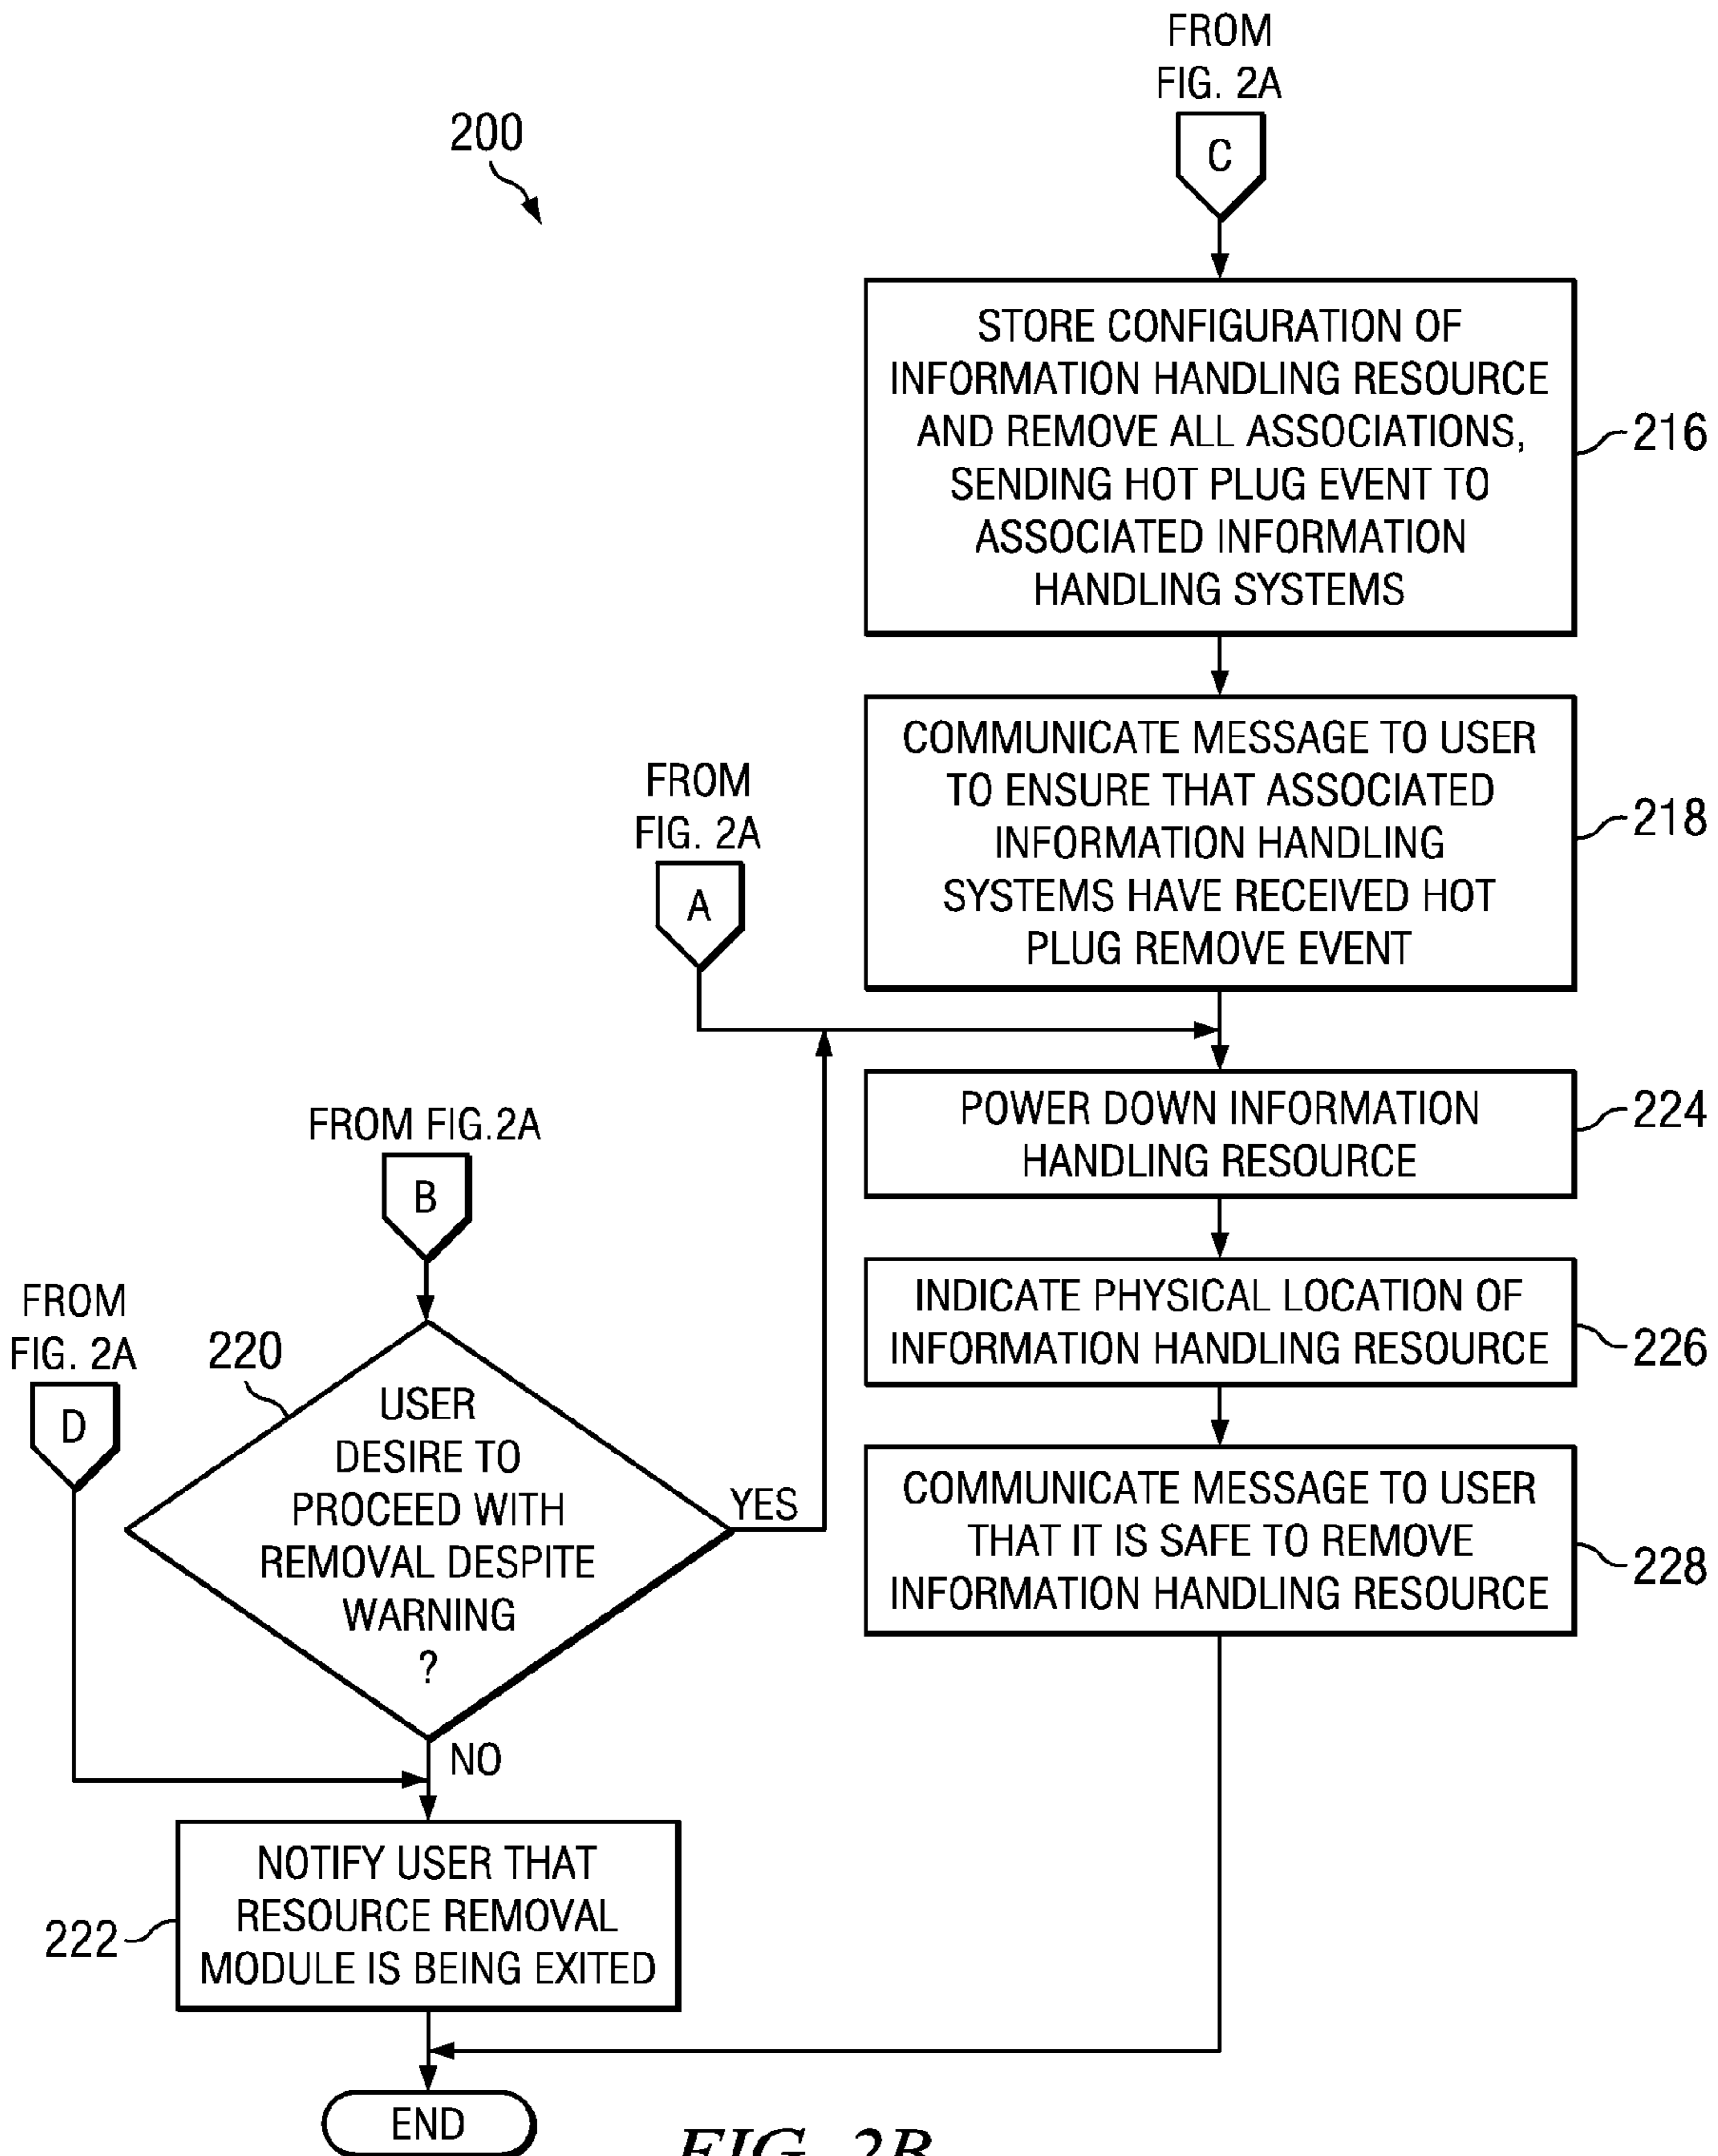 FROM
FIG. 2A
C
200
STORE CONFIGURATION OF
INFORMATION HANDLING RESOURCE
AND REMOVE ALL ASSOCIATIONS,
SENDING HOT PLUG EVENT TO
ASSOCIATED INFORMATION
HANDLING SYSTEMS
216
COMMUNICATE MESSAGE TO USER
TO ENSURE THAT ASSOCIATED
INFORMATION HANDLING
SYSTEMS HAVE RECEIVED HOT
PLUG REMOVE EVENT
218
FROM
FIG. 2A
A
POWER DOWN INFORMATION
HANDLING RESOURCE
224
FROM FIG.2A
B
INDICATE PHYSICAL LOCATION OF
INFORMATION HANDLING RESOURCE
226
FROM
FIG. 2A
D
220
USER
DESIRE TO
PROCEED WITH
REMOVAL DESPITE
WARNING
?
YES
NO
COMMUNICATE MESSAGE TO USER
THAT IT IS SAFE TO REMOVE
INFORMATION HANDLING RESOURCE
228
NOTIFY USER THAT
RESOURCE REMOVAL
MODULE IS BEING EXITED
222
END
FIG. 2B